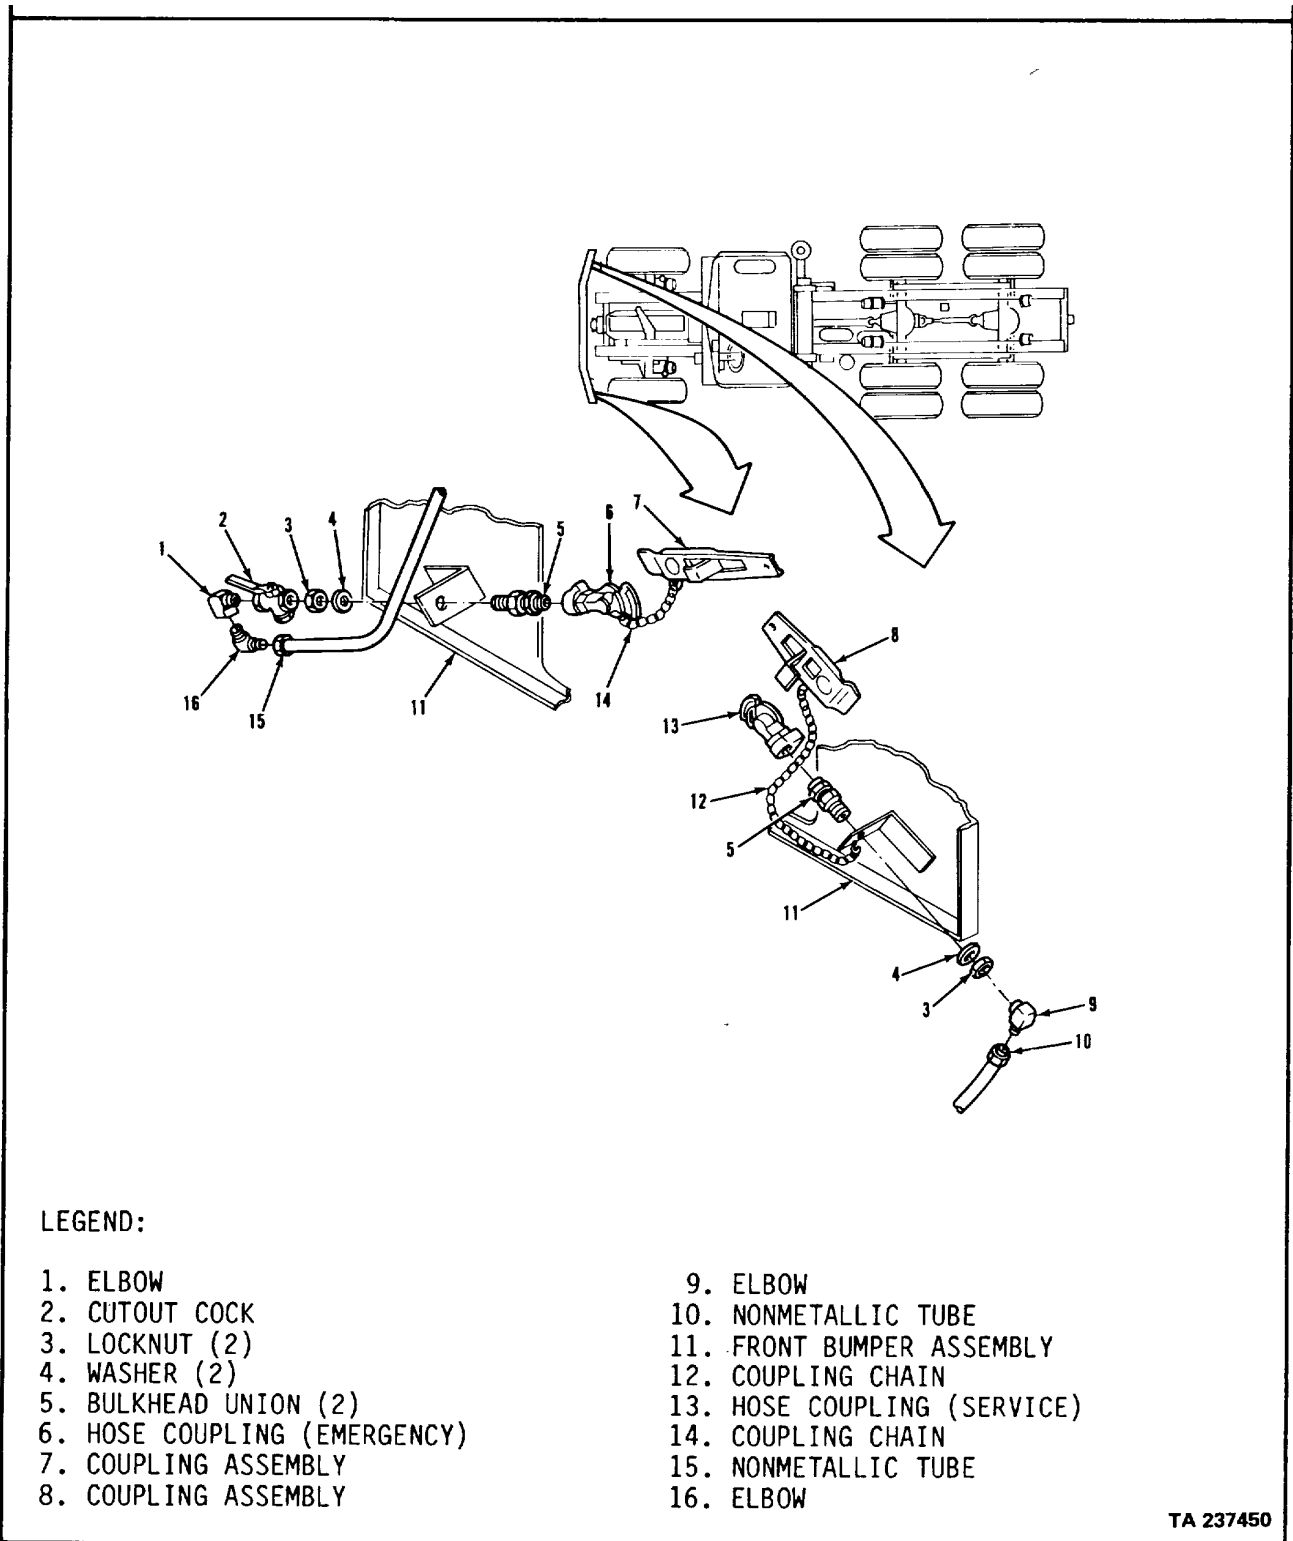 7
6
5
4
3
2
1
16
15
11
14
8
13
12
5
11
4
3
9
10
LEGEND:
1. ELBOW
2. CUTOUT COCK
3. LOCKNUT (2)
4. WASHER (2)
5. BULKHEAD UNION (2)
6. HOSE COUPLING (EMERGENCY)
7. COUPLING ASSEMBLY
8. COUPLING ASSEMBLY
9. ELBOW
10. NONMETALLIC TUBE
11. FRONT BUMPER ASSEMBLY
12. COUPLING CHAIN
13. HOSE COUPLING (SERVICE)
14. COUPLING CHAIN
15. NONMETALLIC TUBE
16. ELBOW
TA 237450